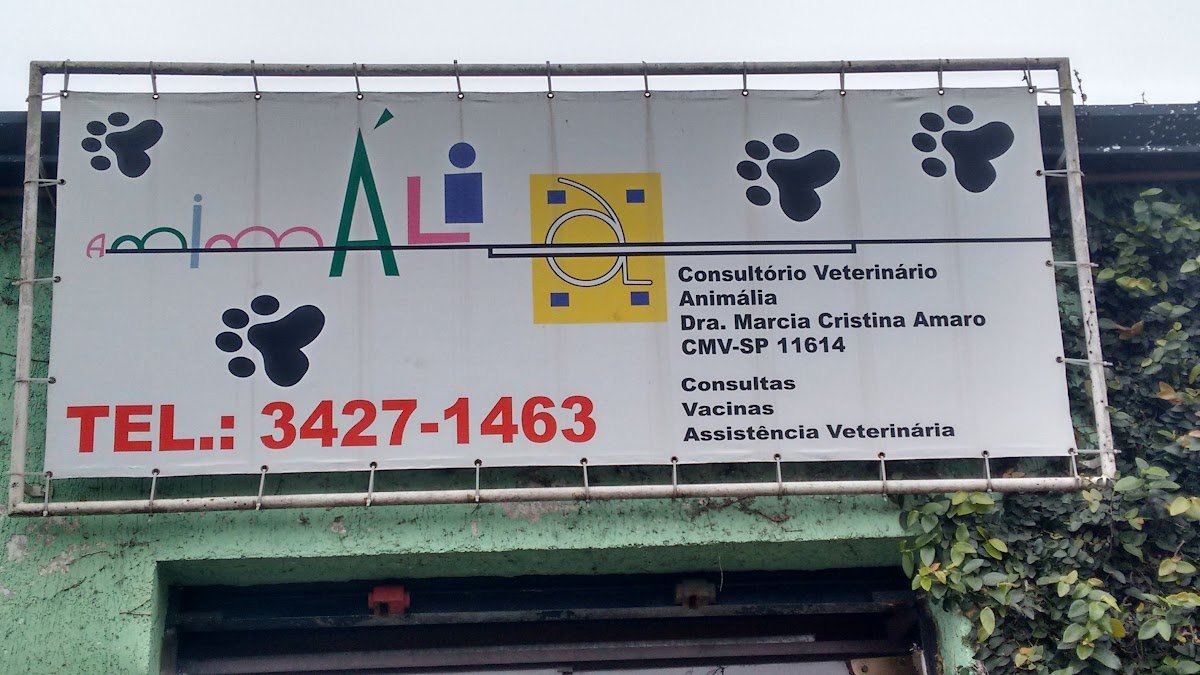 AnimÁLia
Consultório Veterinário
Animália
Dra. Marcia Cristina Amaro
CMV-SP 11614
Consultas
Vacinas
Assistência Veterinária
TEL.: 3427-1463